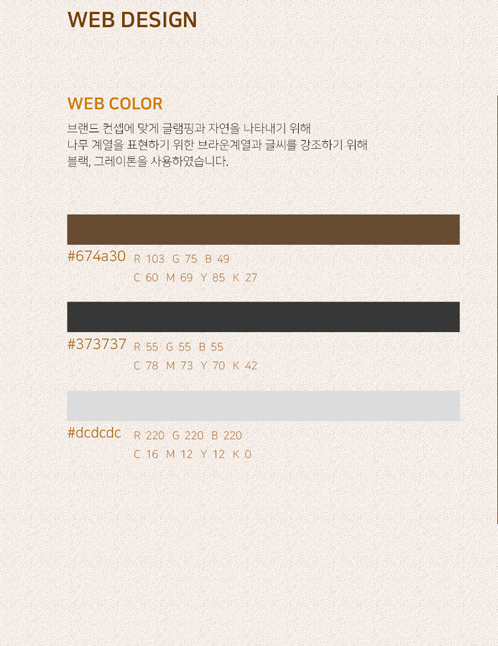 WEB DESIGN
WEB COLOR
브랜드 컨셉에 맞게 글램핑과 자연을 나타내기 위해
나무 계열을 표현하기 위한 브라운계열과 글씨를 강조하기 위해
블랙, 그레이톤을 사용하였습니다.
#674a30 R 103 G 75 B 49
C 60 M 69 Y 85 K 27
#373737 R 55 G 55 B 55
C 78 M 73 Y 70 K 42
#dcdcdc R 220 G 220 B 220
C 16 M 12 Y 12 K 0